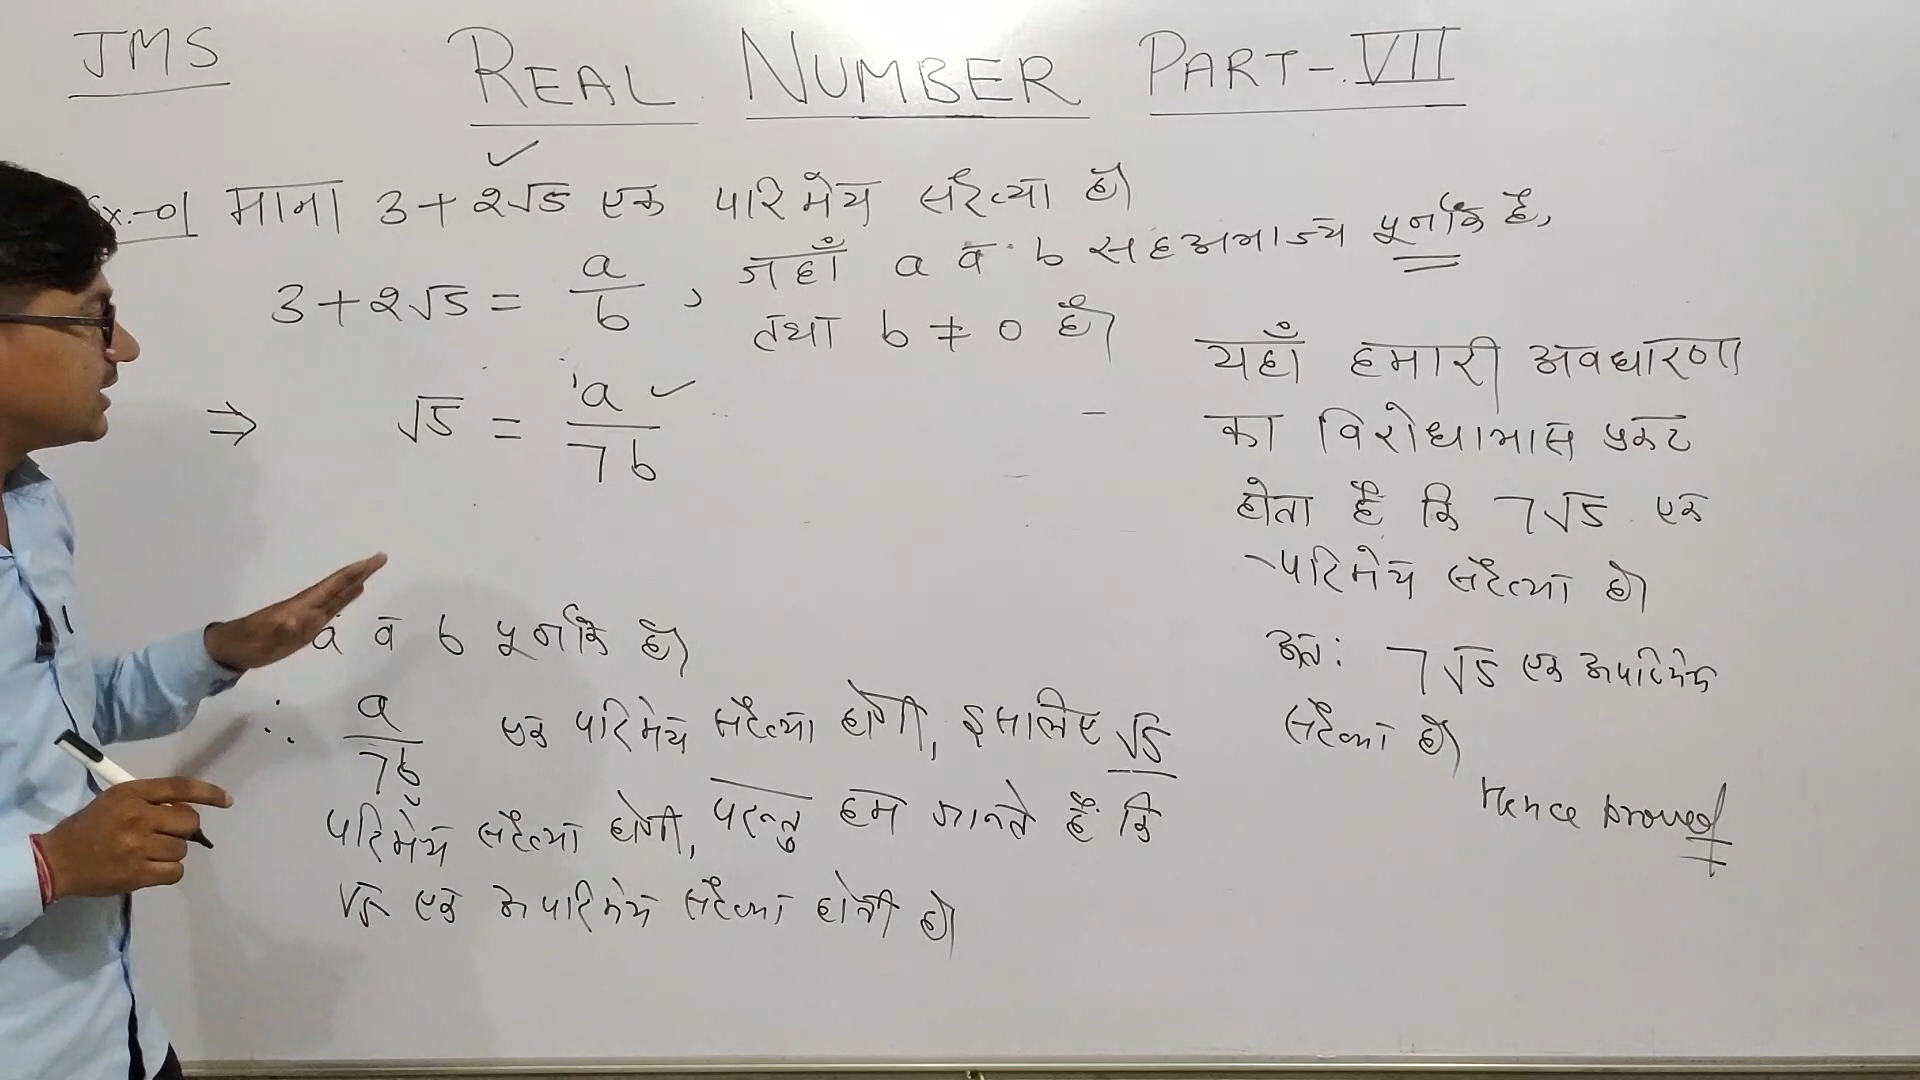 JMS REAL NUMBER PART-VII
Ex.-01 माना 3+2√5 एक परिमेय संख्या है।
3+2√5 = a/b , जहाँ a व b सहअभाज्य पूर्णांक है,
तथा b ≠ 0 है।
⇒ √5 = a/7b
a व b पूर्णांक है।
∴ a/7b एक परिमेय संख्या होगी, इसलिए √5
परिमेय संख्या होगी, परन्तु हम जानते हैं कि
√5 एक अपरिमेय संख्या होती है।
यहाँ हमारी अवधारणा
का विरोधाभास प्रकट
होता है कि 7√5 एक
परिमेय संख्या है।
अतः 7√5 एक अपरिमेय
संख्या है।
Hence proved